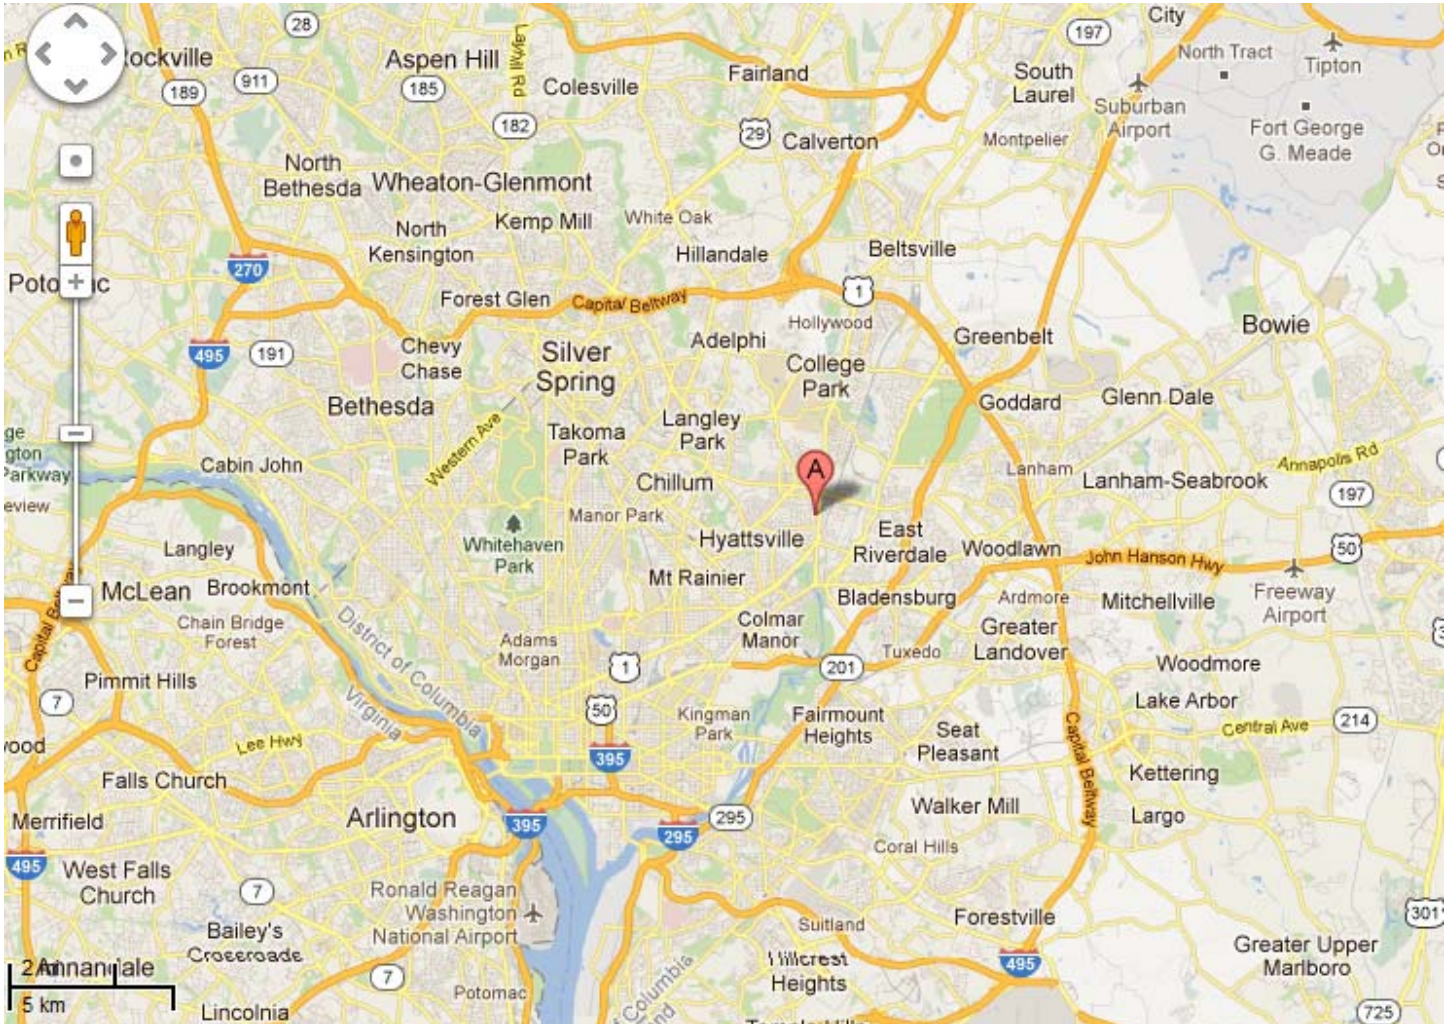 28
City
197
North Tract
Tipton
Rockville
Aspen Hill
Layhill Rd
Fairland
South
Laurel
189
911
185
Colesville
Suburban
Airport
182
29
Calverton
Montpelier
Fort George
G. Meade
North
Bethesda
Wheaton-Glenmont
Kemp Mill
White Oak
North
Kensington
Hillandale
Beltsville
270
Forest Glen
Capital Beltway
1
Hollywood
Greenbelt
Bowie
495
191
Chevy
Chase
Silver
Spring
Adelphi
College
Park
Bethesda
Goddard
Glenn Dale
Western Ave
Takoma
Park
Langley
Park
Cabin John
Parkway
Chillum
A
Lanham
Lanham-Seabrook
Annapolis Rd
197
Manor Park
Whitehaven
Park
Hyattsville
East
Riverdale
Woodlawn
John Hanson Hwy
50
Langley
McLean
Brookmont
Mt Rainier
Bladensburg
Ardmore
Mitchellville
Freeway
Airport
Capital Beltway
Chain Bridge
Forest
District of Columbia
Virginia
Adams
Morgan
Colmar
Manor
Greater
Landover
Tuxedo
1
201
Woodmore
Pimmit Hills
7
50
Kingman
Park
Fairmount
Heights
Seat
Pleasant
Lake Arbor
Central Ave
214
Lee Hwy
395
Capital Beltway
Kettering
Falls Church
Arlington
395
295
295
Walker Mill
Largo
Merrifield
495
West Falls
Church
7
Coral Hills
Ronald Reagan
Washington
National Airport
Bailey's
Crossroads
Suitland
Forestville
301
2 mi
Annandale
5 km
7
Potomac
Hillcrest
Heights
495
Greater Upper
Marlboro
Lincolnia
725